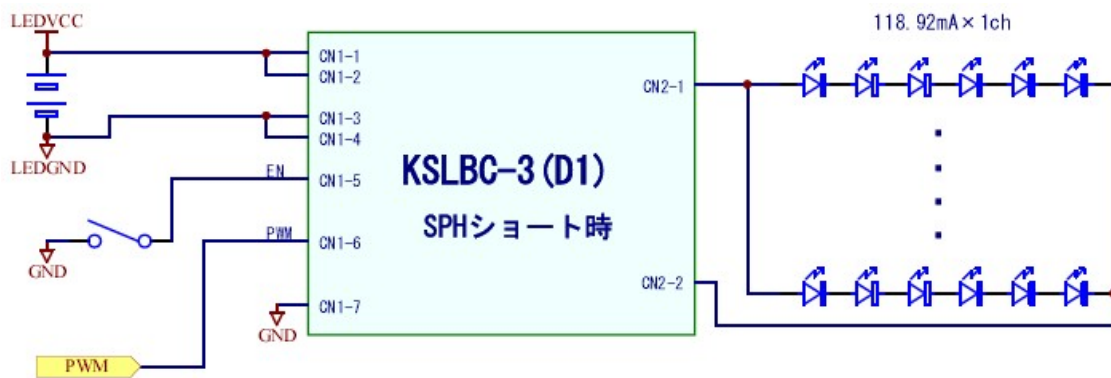 LEDVCC
118.92mA×1ch
CN1-1
CN1-2
CN2-1
CN1-3
CN1-4
LEDGND
KSLBC-3(D1)
EN
CN1-5
SPHショート時
PWM
CN1-6
GND
CN2-2
CN1-7
GND
PWM